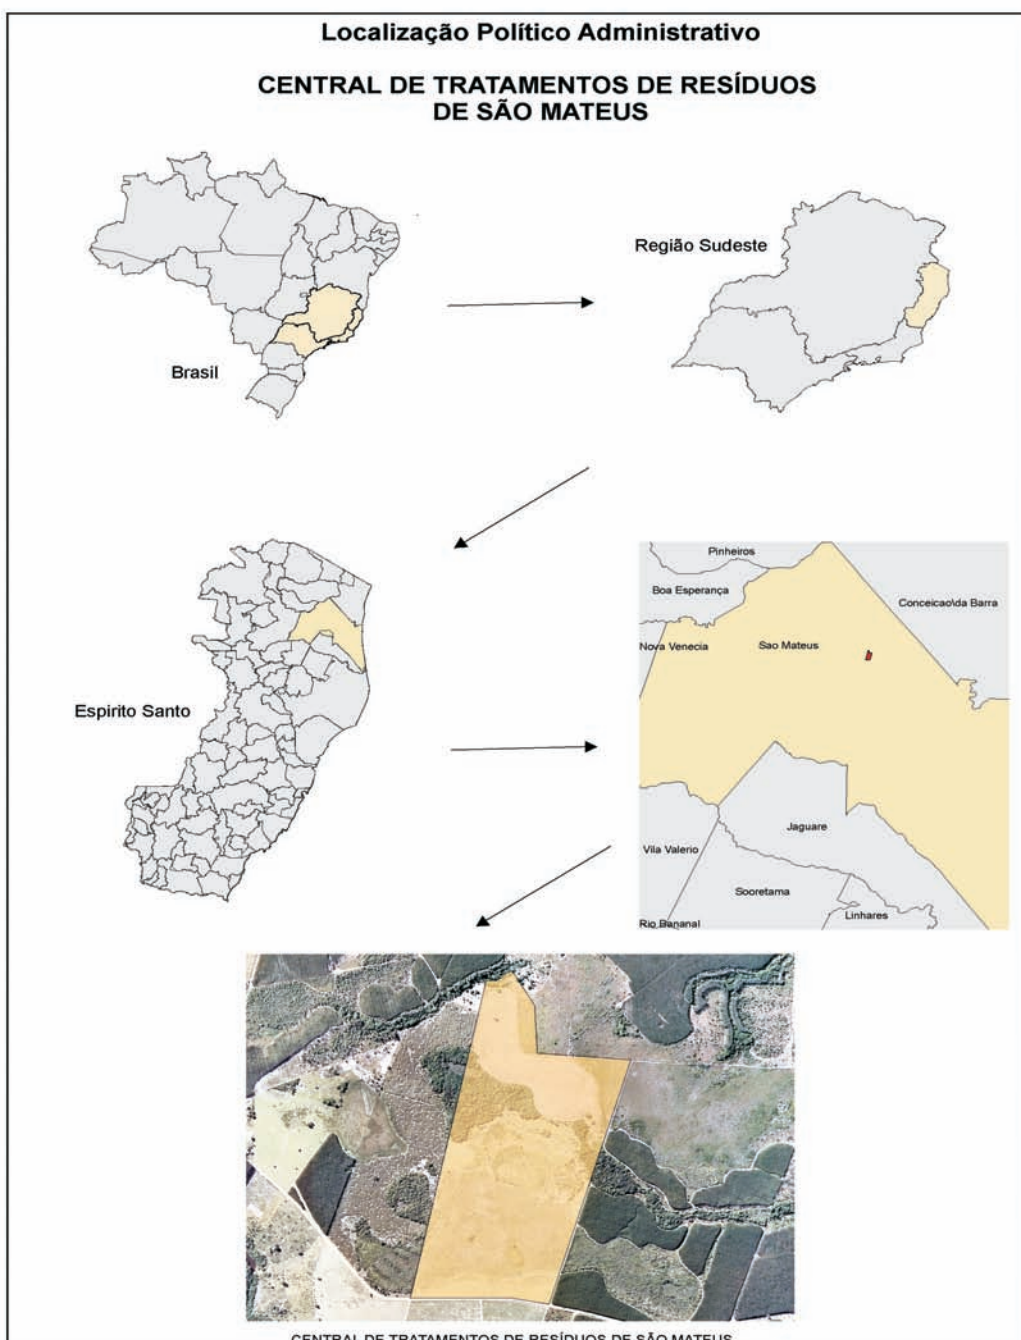 Localização Político Administrativo
CENTRAL DE TRATAMENTOS DE RESÍDUOS
DE SÃO MATEUS
Região Sudeste
Brasil
Pinheiros
Boa Esperança
Conceicao\da Barra
Nova Venecia
Sao Mateus
Espirito Santo
Jaguare
Vila Valerio
Sooretama
Linhares
Rio Bananal
CENTRAL DE TRATAMENTOS DE RESÍDUOS DE SÃO MATEUS